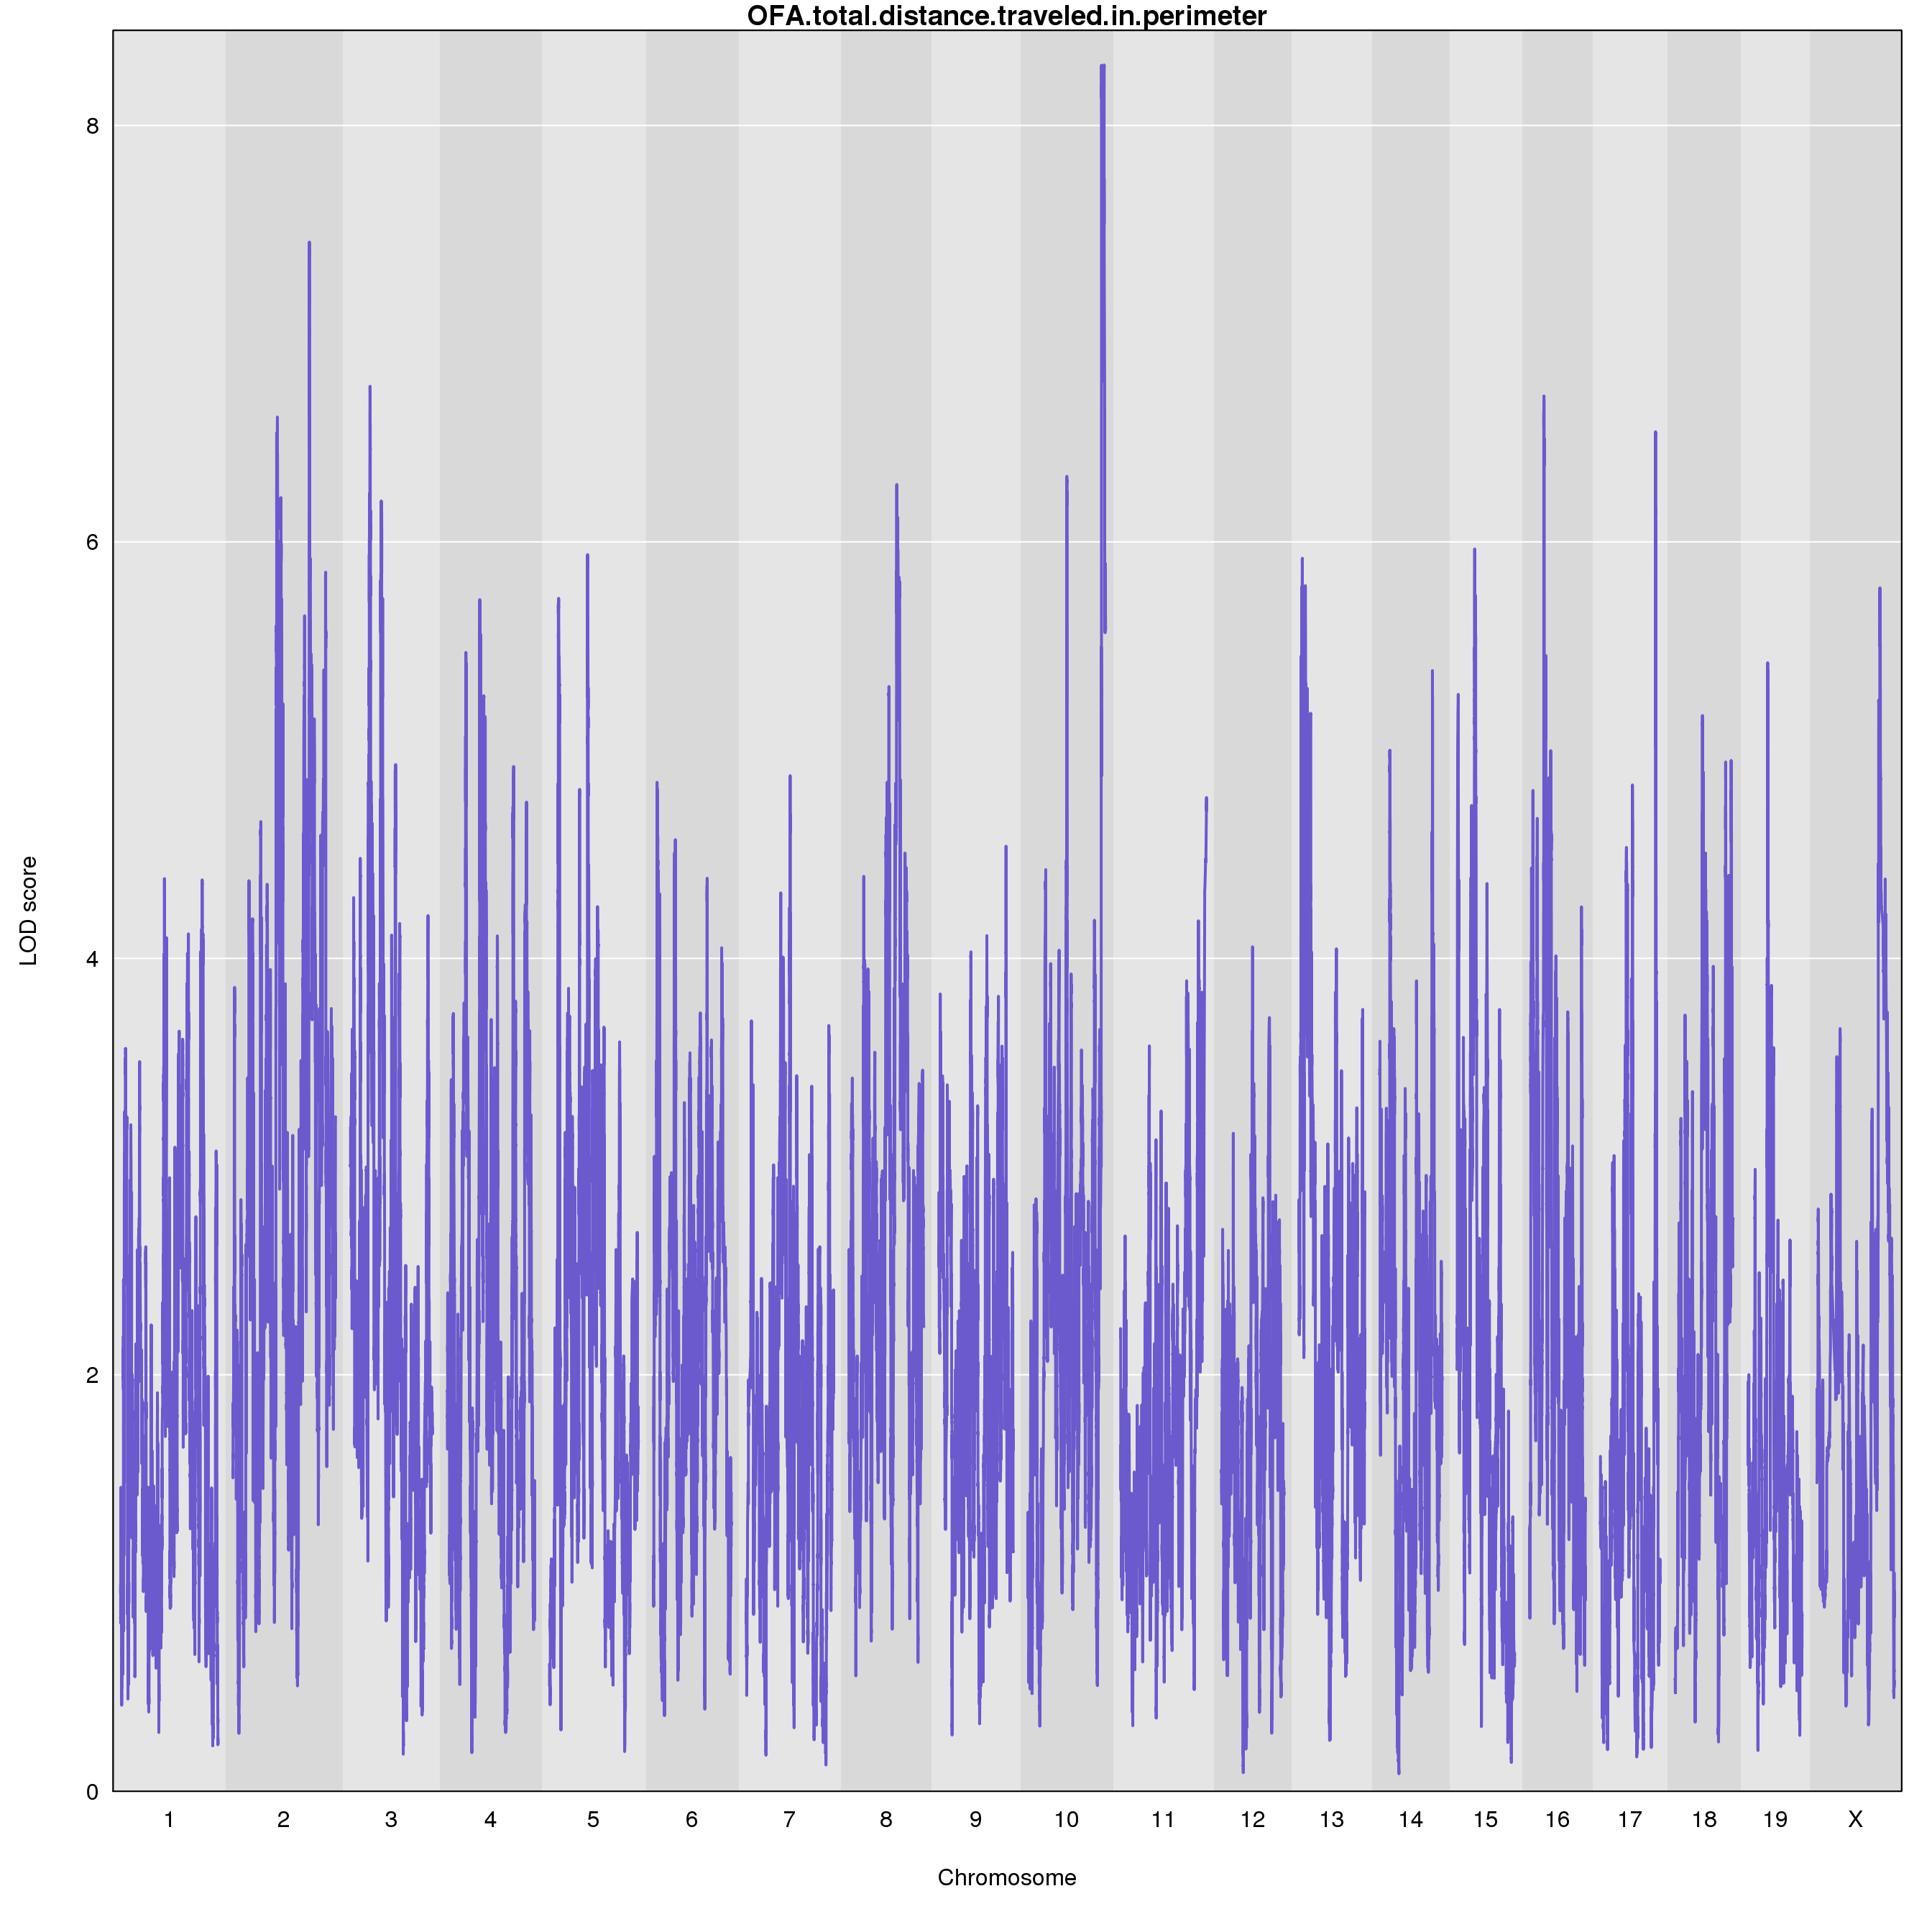 OFA.total.distance.traveled.in.perimeter
8
6
4
2
0
LOD score
1 2 3 4 5 6 7 8 9 10 11 12 13 14 15 16 17 18 19 X
Chromosome